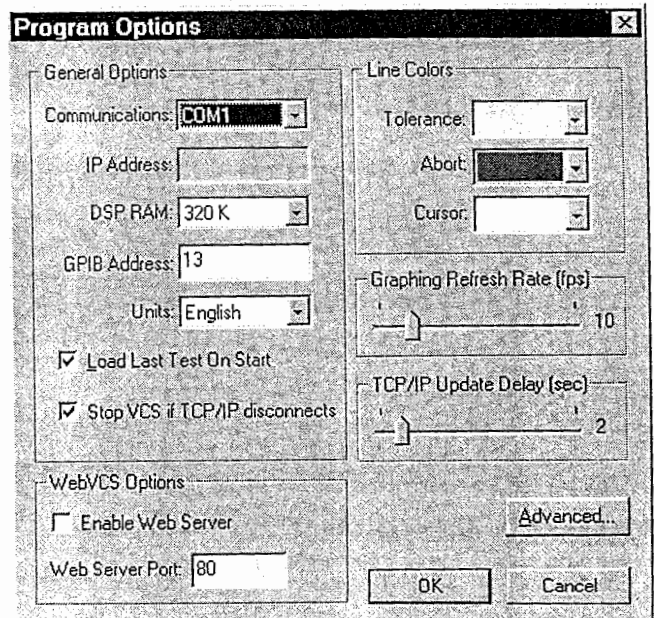 Program Options
General Options
Communications: COM1
IP Address:
DSP RAM: 320 K
GPIB Address: 13
Units: English
Load Last Test On Start
Stop VCS if TCP/IP disconnects
WebVCS Options
Enable Web Server
Web Server Port: 80
Line Colors
Tolerance:
Abort:
Cursor:
Graphing Refresh Rate (fps)
10
TCP/IP Update Delay (sec)
2
Advanced...
OK
Cancel